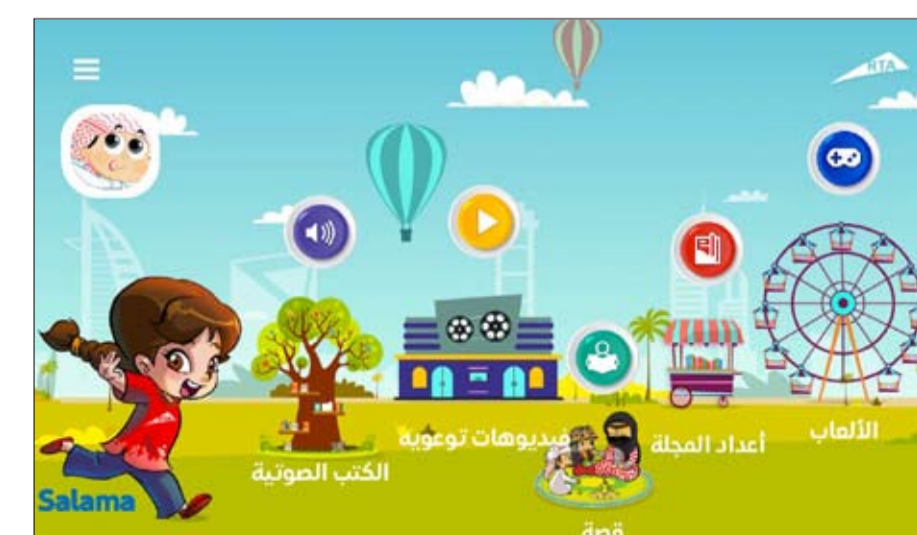 RTA
الألعاب
أعداد المجلة
فيديوهات توعوية
الكتب الصوتية
قصة
Salama